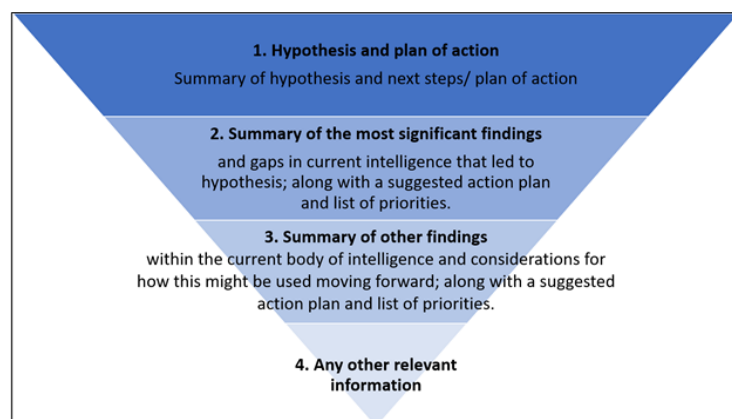 1. Hypothesis and plan of action
Summary of hypothesis and next steps/ plan of action
2. Summary of the most significant findings
and gaps in current intelligence that led to
hypothesis; along with a suggested action plan
and list of priorities.
3. Summary of other findings
within the current body of intelligence and considerations for
how this might be used moving forward; along with a suggested
action plan and list of priorities.
4. Any other relevant
information